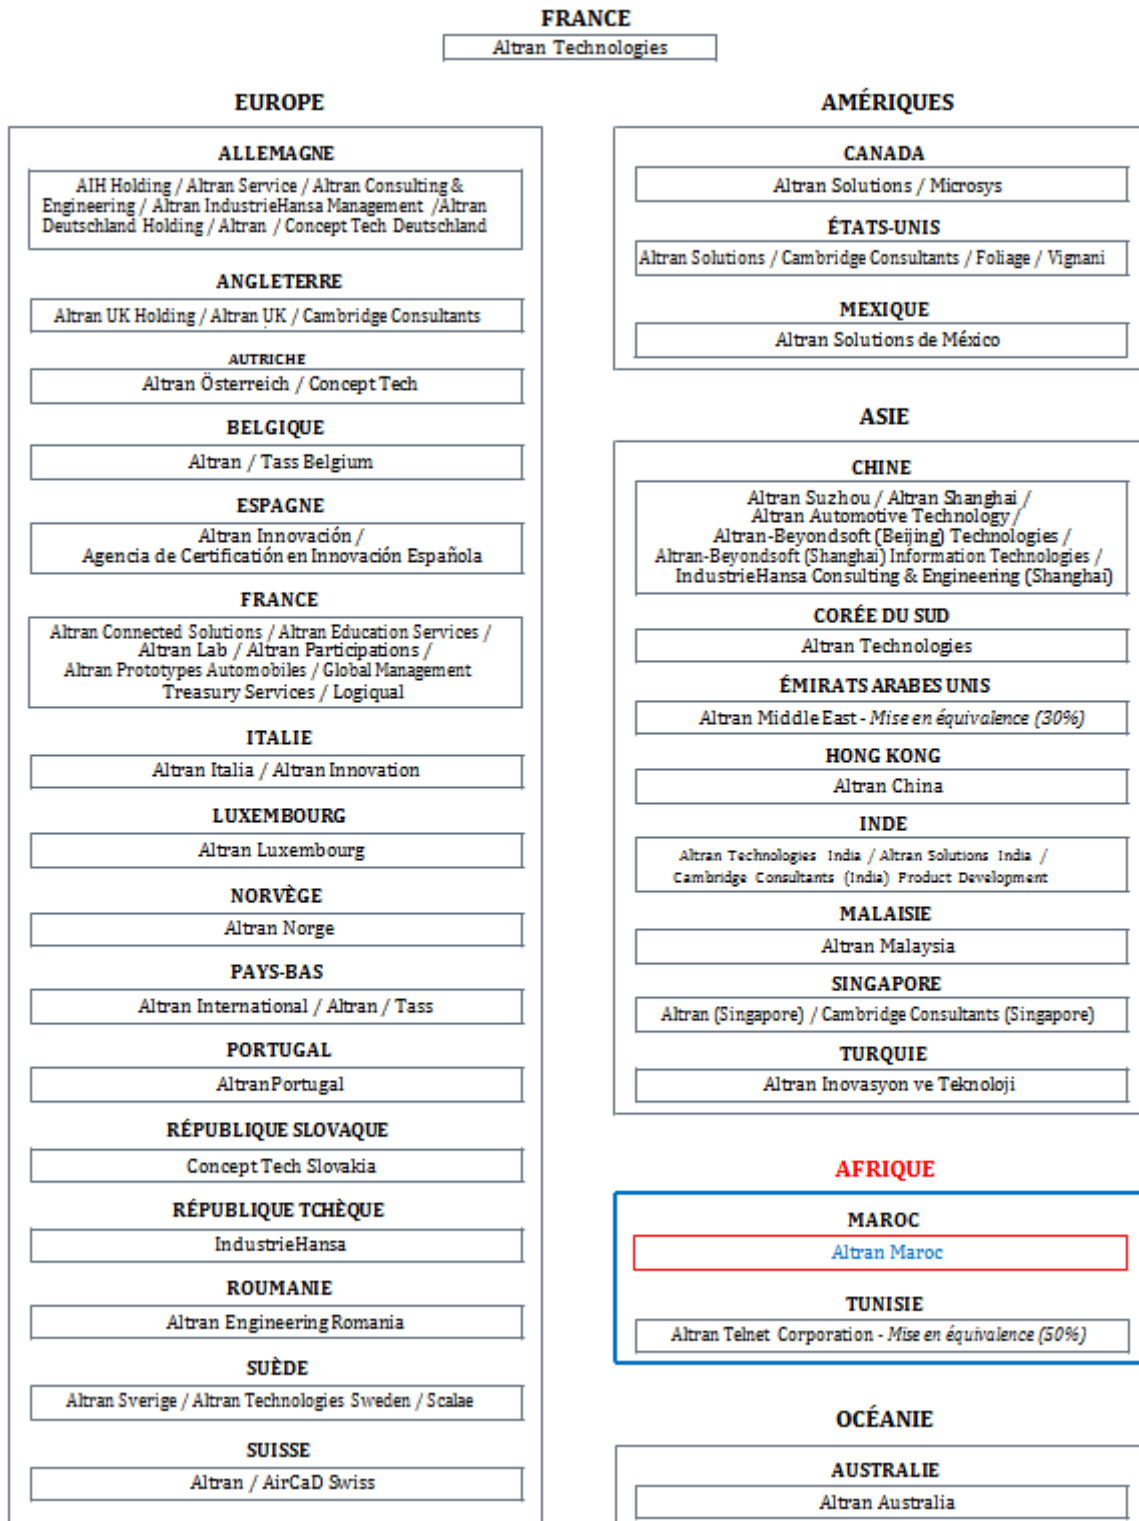 FRANCE
Altran Technologies
EUROPE
ALLEMAGNE
AIH Holding / Altran Service / Altran Consulting &
Engineering / Altran IndustrieHansa Management /Altran
Deutschland Holding / Altran / Concept Tech Deutschland
ANGLETERRE
Altran UK Holding / Altran UK / Cambridge Consultants
AUTRICHE
Altran Österreich / Concept Tech
BELGIQUE
Altran / Tass Belgium
ESPAGNE
Altran Innovación /
Agencia de Certificatión en Innovación Española
FRANCE
Altran Connected Solutions / Altran Education Services /
Altran Lab / Altran Participations /
Altran Prototypes Automobiles / Global Management
Treasury Services / Logiqual
ITALIE
Altran Italia / Altran Innovation
LUXEMBOURG
Altran Luxembourg
NORVÈGE
Altran Norge
PAYS-BAS
Altran International / Altran / Tass
PORTUGAL
AltranPortugal
RÉPUBLIQUE SLOVAQUE
Concept Tech Slovakia
RÉPUBLIQUE TCHÈQUE
IndustrieHansa
ROUMANIE
Altran Engineering Romania
SUÈDE
Altran Sverige / Altran Technologies Sweden / Scalae
SUISSE
Altran / AirCaD Swiss
AMÉRIQUES
CANADA
Altran Solutions / Microsys
ÉTATS-UNIS
Altran Solutions / Cambridge Consultants / Foliage / Vignani
MEXIQUE
Altran Solutions de México
ASIE
CHINE
Altran Suzhou / Altran Shanghai /
Altran Automotive Technology /
Altran-Beyondsoft (Beijing) Technologies /
Altran-Beyondsoft (Shanghai) Information Technologies /
IndustrieHansa Consulting & Engineering (Shanghai)
CORÉE DU SUD
Altran Technologies
ÉMIRATS ARABES UNIS
Altran Middle East - Mise en équivalence (30%)
HONG KONG
Altran China
INDE
Altran Technologies India / Altran Solutions India /
Cambridge Consultants (India) Product Development
MALAISIE
Altran Malaysia
SINGAPORE
Altran (Singapore) / Cambridge Consultants (Singapore)
TURQUIE
Altran Inovasyon ve Teknoloji
AFRIQUE
MAROC
Altran Maroc
TUNISIE
Altran Telnet Corporation - Mise en équivalence (50%)
OCÉANIE
AUSTRALIE
Altran Australia